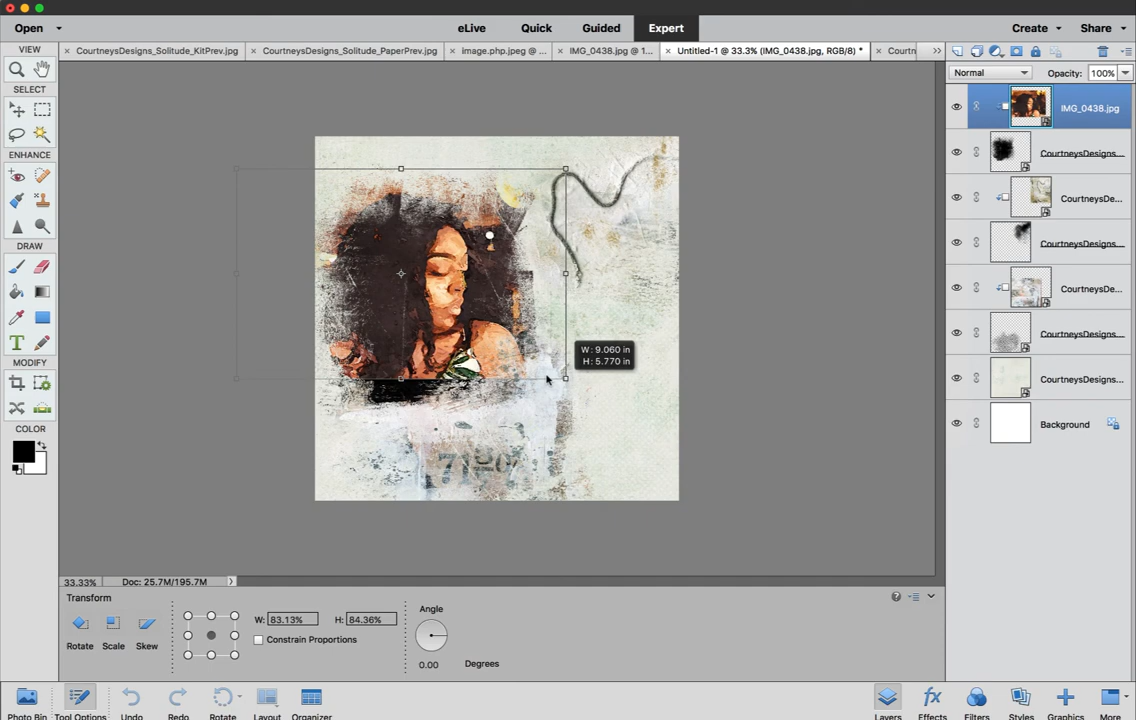 Open eLive Quick Guided Expert Create Share
VIEW CourtneysDesigns_Solitude_KitPrev.jpg CourtneysDesigns_Solitude_PaperPrev.jpg image.php.jpeg @ ... IMG_0438.jpg @ 1... Untitled-1 @ 33.3% (IMG_0438.jpg, RGB/8) * Courtn
Normal Opacity: 100%
SELECT
ENHANCE
DRAW
MODIFY
COLOR
IMG_0438.jpg
CourtneysDesigns...
CourtneysDe...
CourtneysDesigns...
CourtneysDe...
CourtneysDesigns...
CourtneysDesigns...
Background
W: 9.060 in
H: 5.770 in
33.33% Doc: 25.7M/195.7M
Transform
Rotate Scale Skew
W: 83.13% H: 84.36%
Constrain Proportions
Angle
0.00 Degrees
Photo Bin Tool Options Undo Redo Rotate Layout Organizer
Layers Effects Filters Styles Graphics More